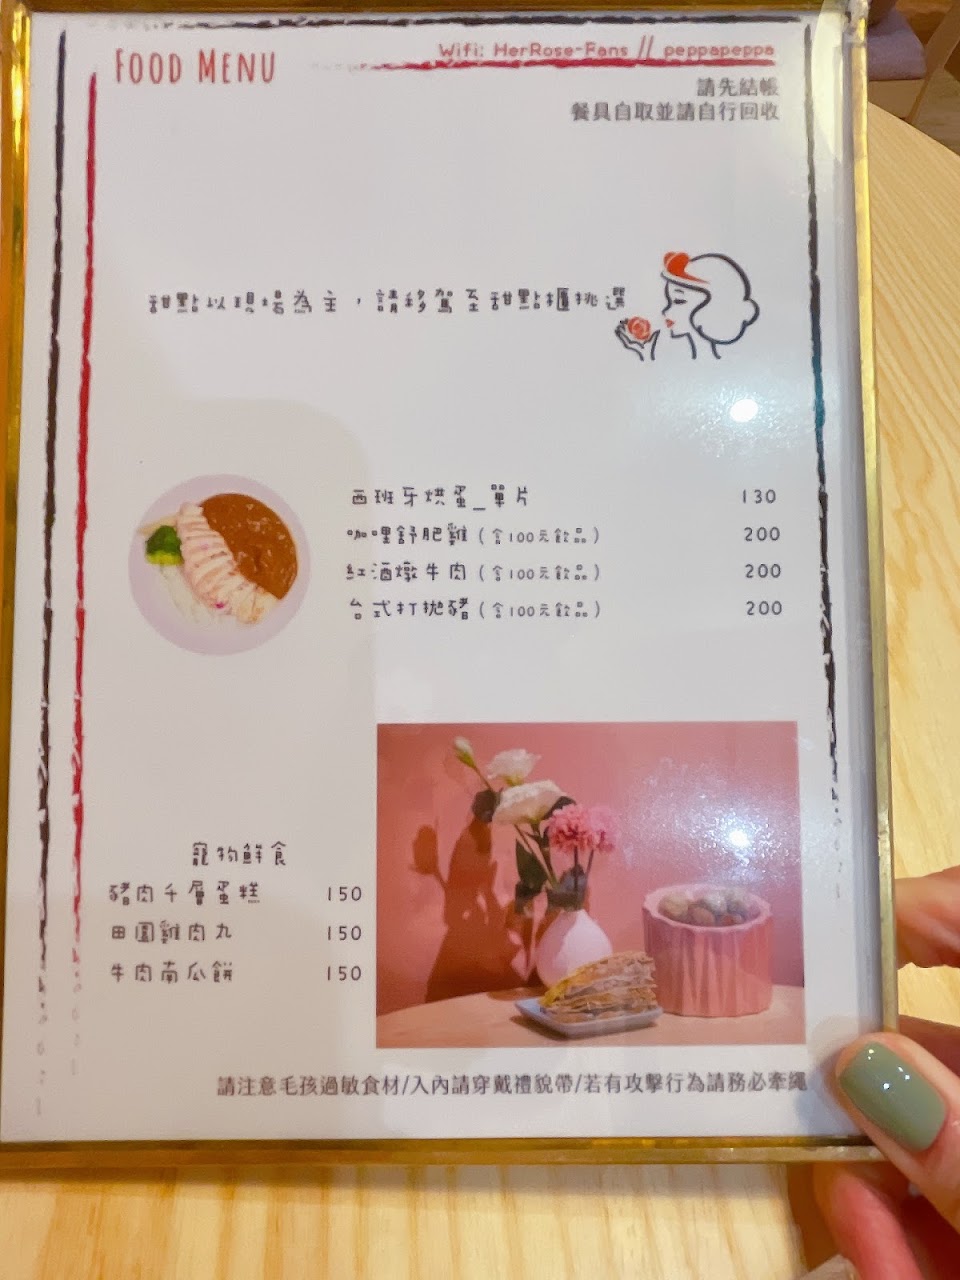 FOOD MENU
Wifi: HerRose-Fans // peppapeppa
請先結帳
餐具自取並請自行回收
甜點以現場為主，請移駕至甜點櫃挑選
西班牙烘蛋_單片 130
咖哩舒肥雞(含100元飲品) 200
紅酒燉牛肉(含100元飲品) 200
台式打拋豬(含100元飲品) 200
寵物鮮食
豬肉千層蛋糕 150
田園雞肉丸 150
牛肉南瓜餅 150
請注意毛孩過敏食材/入內請穿戴禮貌帶/若有攻擊行為請務必牽繩